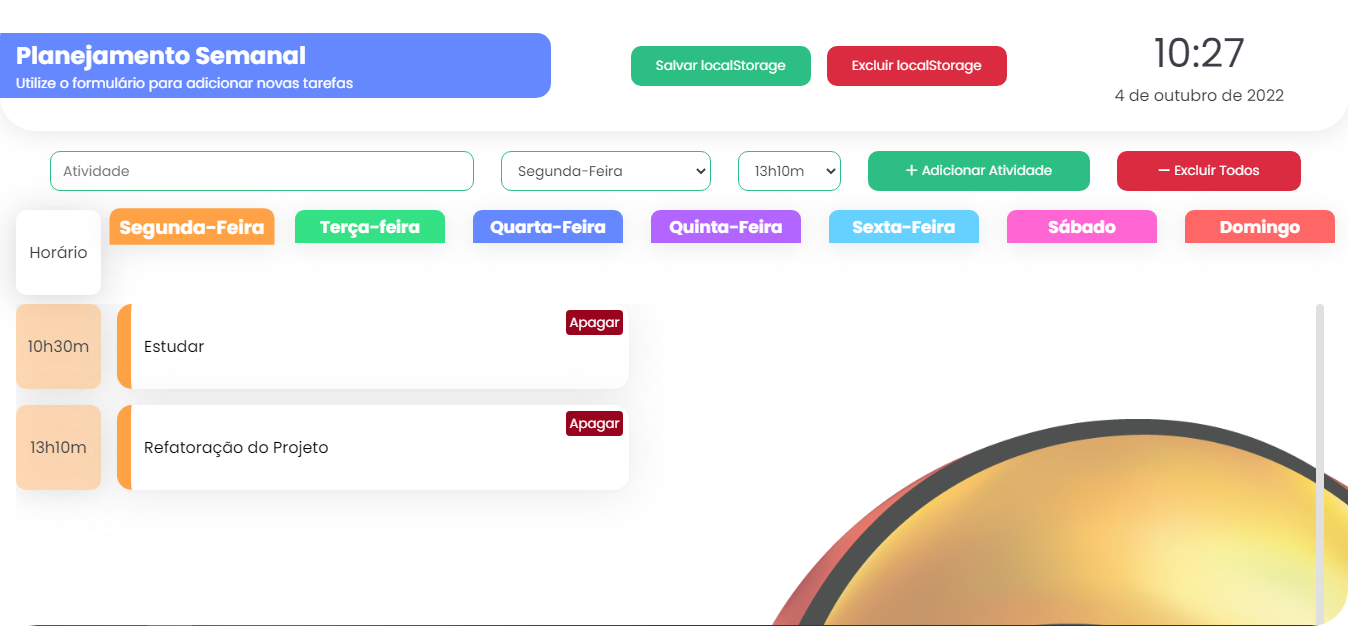 Planejamento Semanal
Utilize o formulário para adicionar novas tarefas
Salvar localStorage
Excluir localStorage
10:27
4 de outubro de 2022
Atividade
Segunda-Feira
13h10m
+ Adicionar Atividade
− Excluir Todos
Horário
Segunda-Feira
Terça-feira
Quarta-Feira
Quinta-Feira
Sexta-Feira
Sábado
Domingo
10h30m
Estudar
Apagar
13h10m
Refatoração do Projeto
Apagar